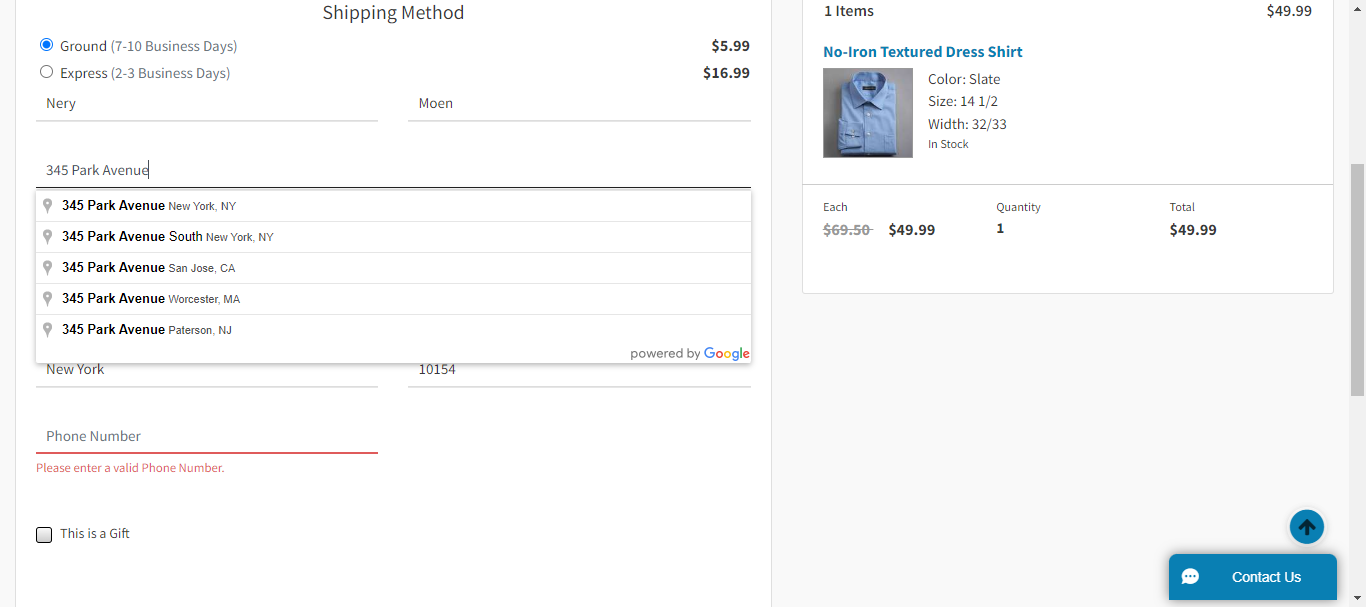 Shipping Method
Ground (7-10 Business Days) $5.99
Express (2-3 Business Days) $16.99
Nery Moen
345 Park Avenue
345 Park Avenue New York, NY
345 Park Avenue South New York, NY
345 Park Avenue San Jose, CA
345 Park Avenue Worcester, MA
345 Park Avenue Paterson, NJ
powered by Google
New York 10154
Phone Number
Please enter a valid Phone Number.
This is a Gift
1 Items $49.99
No-Iron Textured Dress Shirt
Color: Slate
Size: 14 1/2
Width: 32/33
In Stock
Each Quantity Total
$69.50 $49.99 1 $49.99
Contact Us